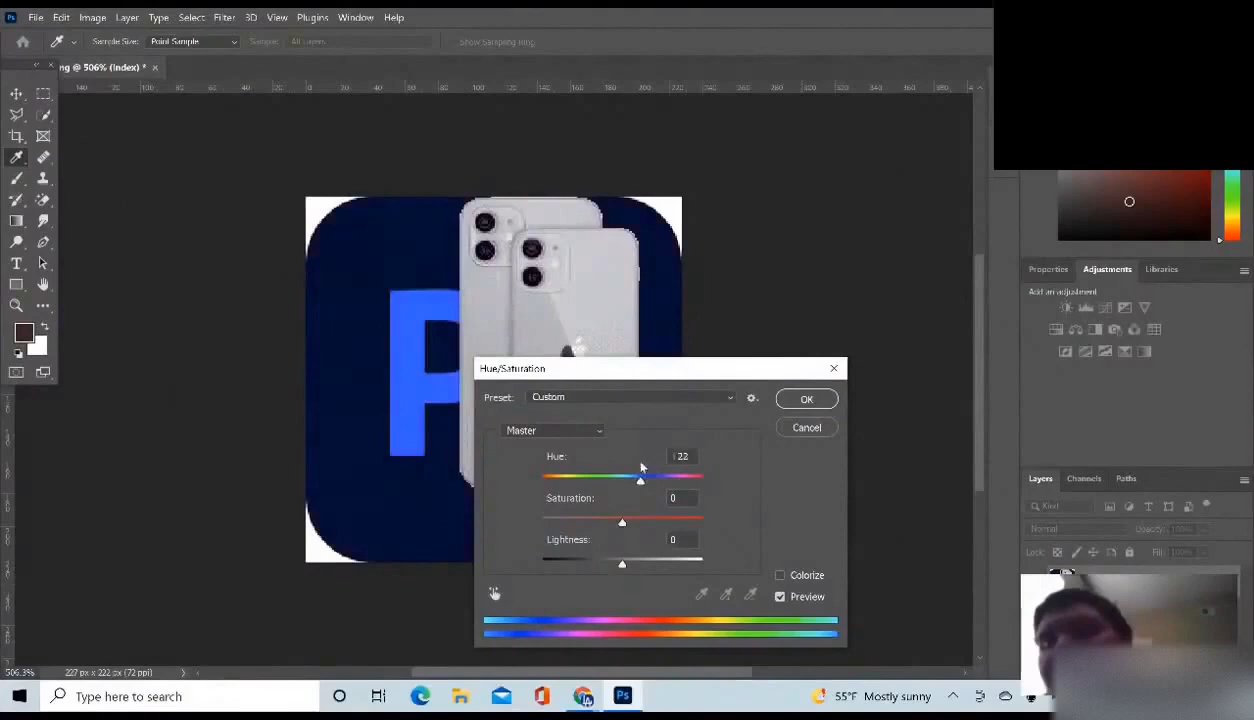 Ps File Edit Image Layer Type Select Filter 3D View Plugins Window Help
Sample Size: Point Sample Sample: All Layers Show Sampling Ring
ng @ 506% (Index) * ×
Properties Adjustments Libraries
Add an adjustment
P
Hue/Saturation
Preset: Custom OK
Master Cancel
Hue: +22
Saturation: 0
Lightness: 0
Colorize
Preview
Layers Channels Paths
Kind
Normal Opacity: 100%
Lock: Fill: 100%
506.3% 227 px x 222 px (72 ppi)
Type here to search
Ps
55°F Mostly sunny